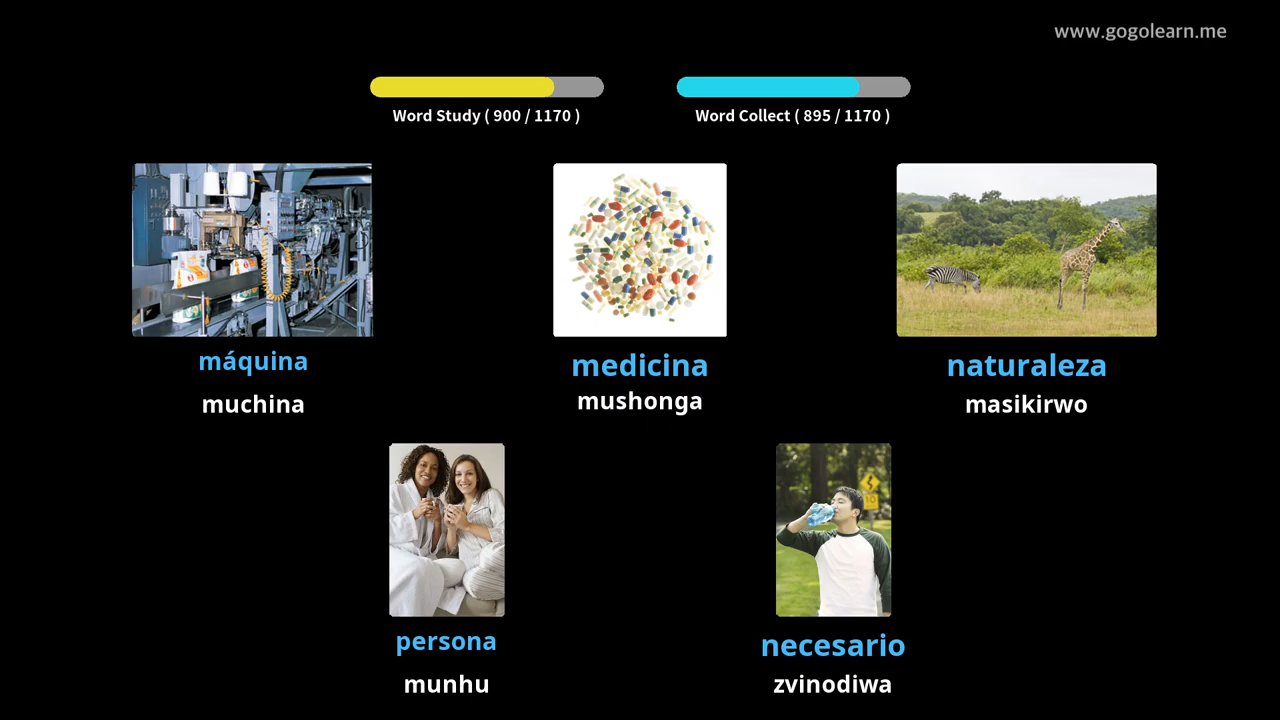 www.gogolearn.me
Word Study ( 900 / 1170 )
Word Collect ( 895 / 1170 )
máquina
muchina
medicina
mushonga
naturaleza
masikirwo
persona
munhu
necesario
zvinodiwa